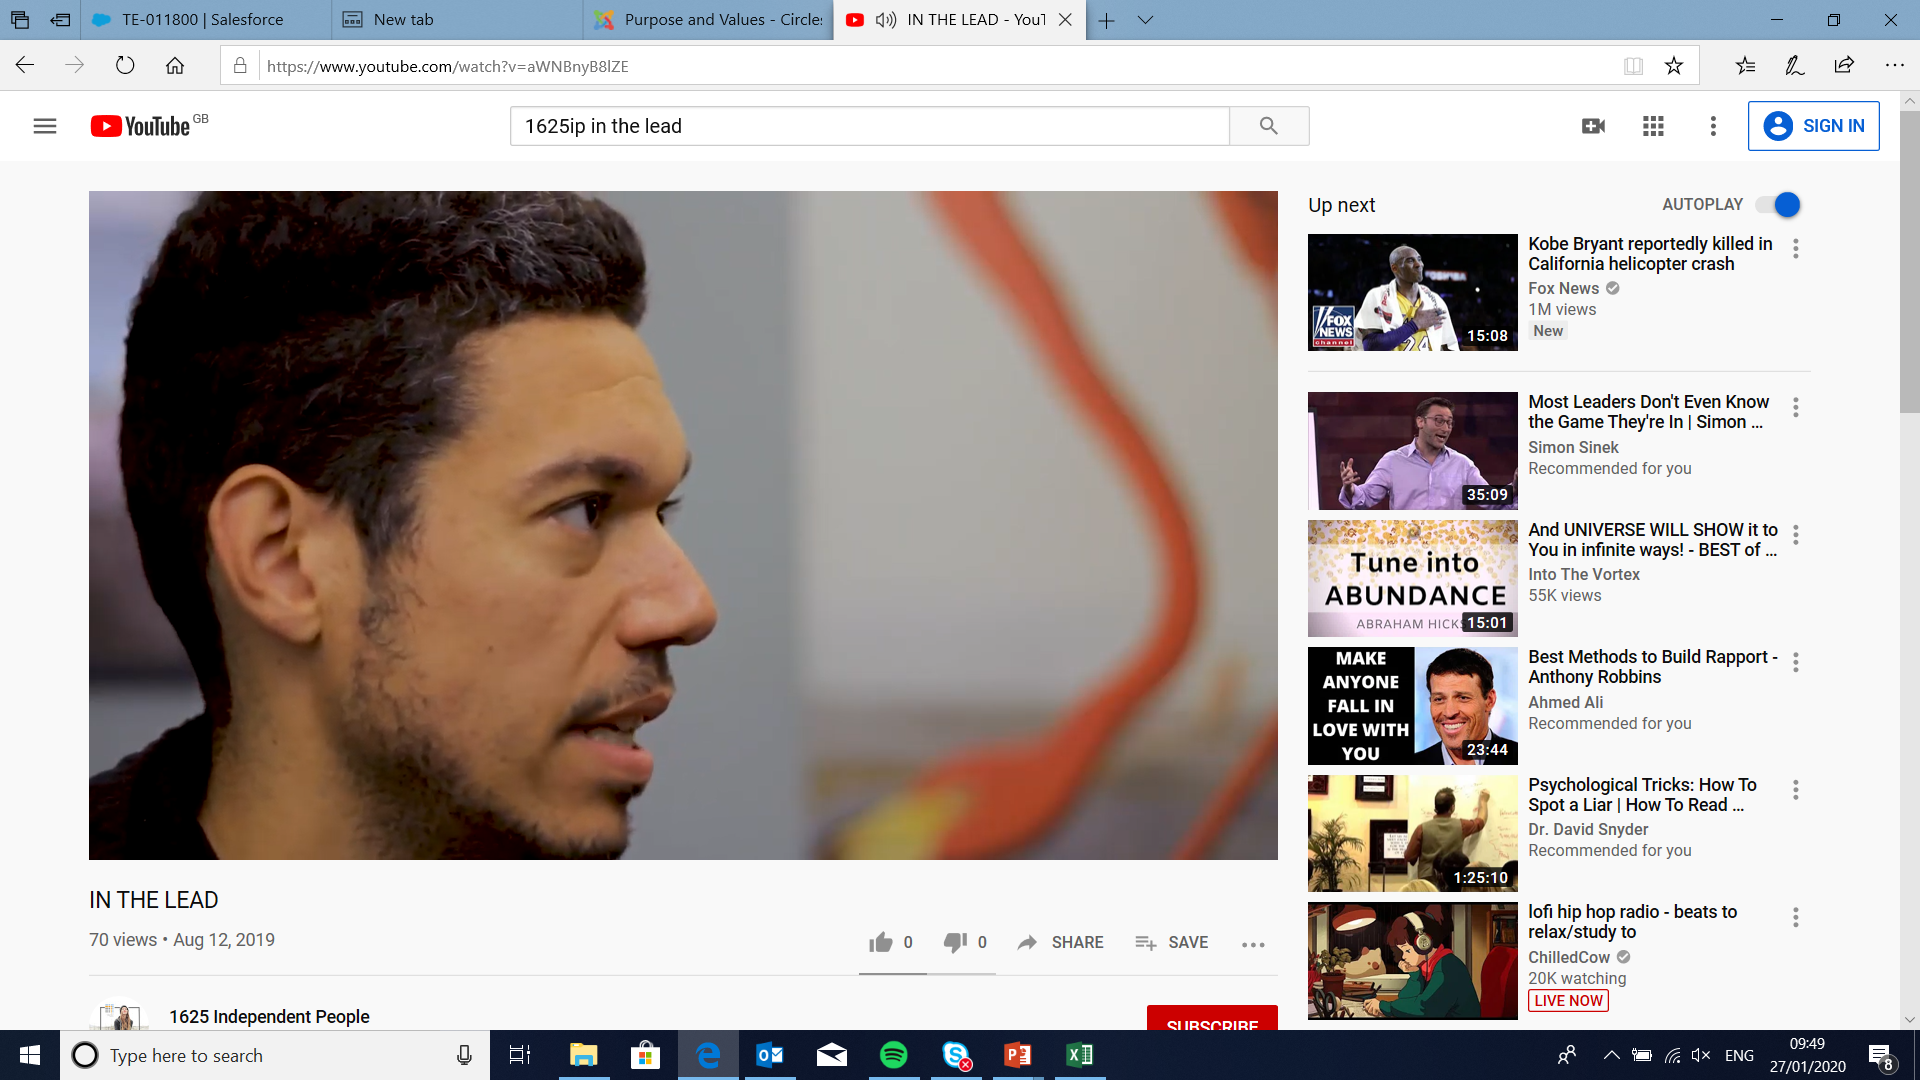 TE-011800 | Salesforce
New tab
Purpose and Values - Circles
IN THE LEAD - YouT
https://www.youtube.com/watch?v=aWNBnyB8lZE
YouTube GB
1625ip in the lead
SIGN IN
Up next
AUTOPLAY
FOX
NEWS
channel
24
15:08
Kobe Bryant reportedly killed in
California helicopter crash
Fox News
1M views
New
35:09
Most Leaders Don't Even Know
the Game They're In | Simon ...
Simon Sinek
Recommended for you
Tune into
ABUNDANCE
ABRAHAM HICKS
15:01
And UNIVERSE WILL SHOW it to
You in infinite ways! - BEST of ...
Into The Vortex
55K views
MAKE
ANYONE
FALL IN
LOVE WITH
YOU
23:44
Best Methods to Build Rapport -
Anthony Robbins
Ahmed Ali
Recommended for you
1:25:10
Psychological Tricks: How To
Spot a Liar | How To Read ...
Dr. David Snyder
Recommended for you
lofi hip hop radio - beats to
relax/study to
ChilledCow
20K watching
LIVE NOW
IN THE LEAD
70 views • Aug 12, 2019
0
0
SHARE
SAVE
1625 Independent People
SUBSCRIBE
Type here to search
ENG
09:49
27/01/2020
8